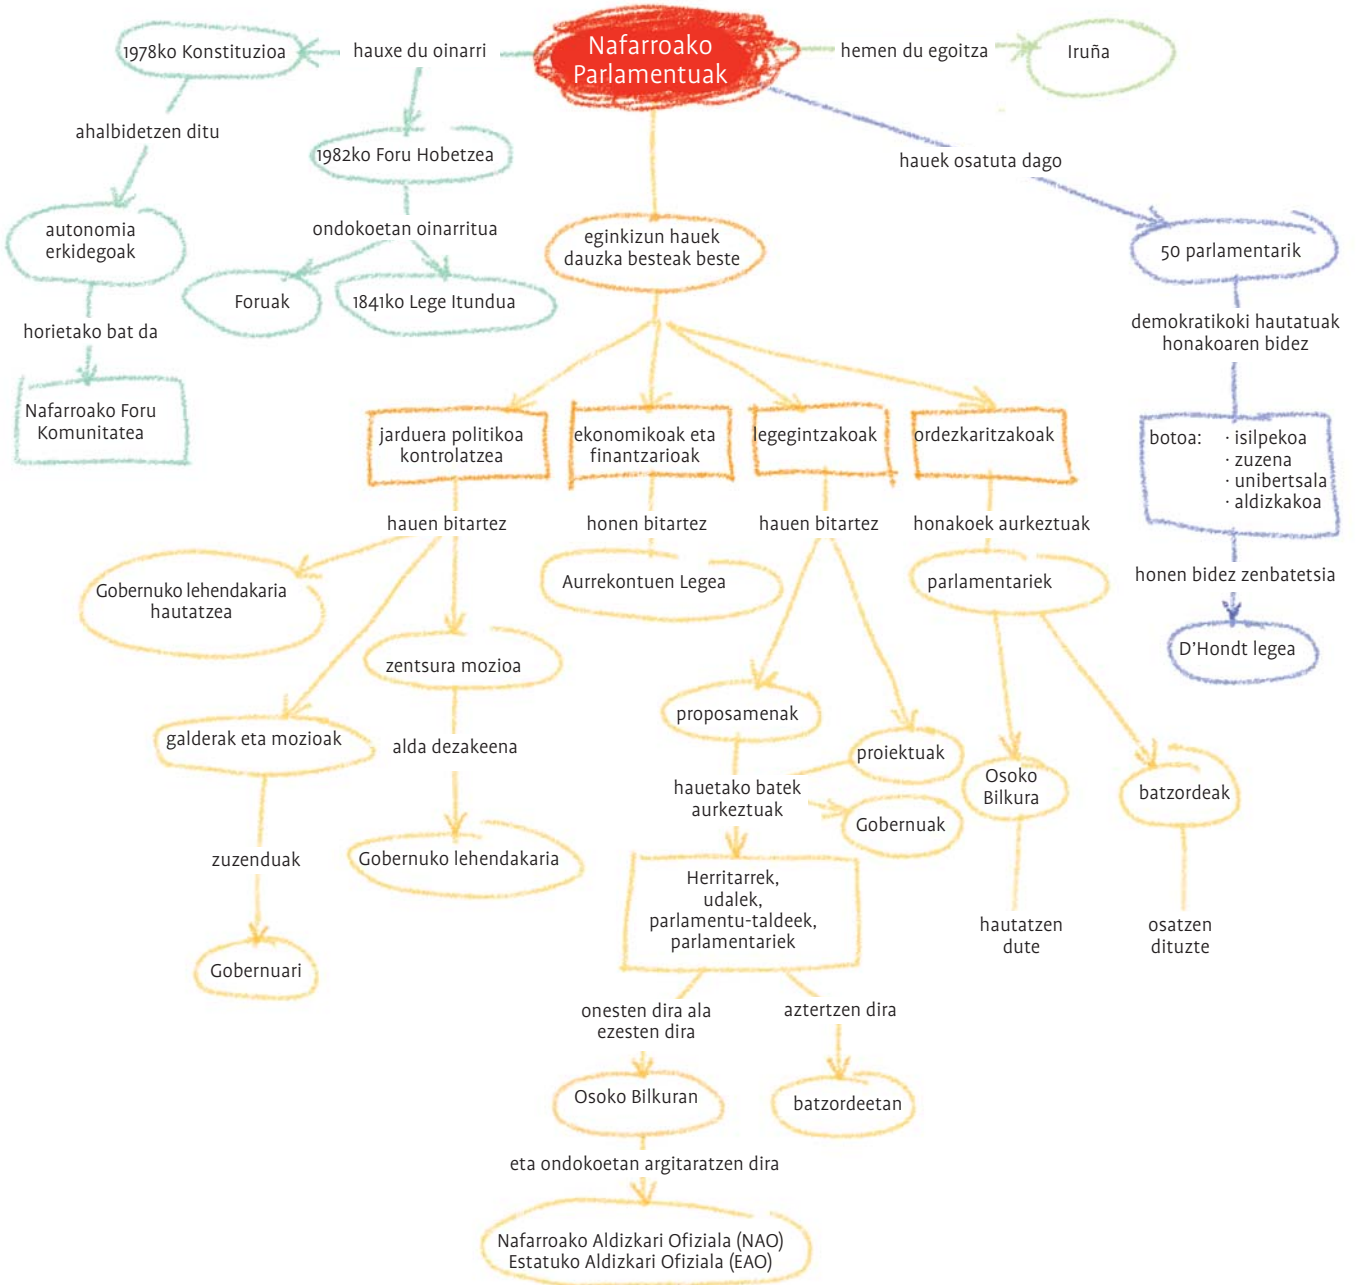 Nafarroako
Parlamentuak
1978ko Konstituzioa
hauxe du oinarri
hemen du egoitza
Iruña
ahalbidetzen ditu
1982ko Foru Hobetzea
hauek osatuta dago
autonomia
erkidegoak
ondokoetan oinarritua
eginkizun hauek
dauzka besteak beste
50 parlamentarik
Foruak
1841ko Lege Itundua
horietako bat da
demokratikoki hautatuak
honakoaren bidez
Nafarroako Foru
Komunitatea
jarduera politikoa
kontrolatzea
ekonomikoak eta
finantzarioak
legegintzakoak
ordezkaritzakoak
botoa: · isilpekoa
· zuzena
· unibertsala
· aldizkakoa
hauen bitartez
honen bitartez
hauen bitartez
honakoek aurkeztuak
honen bidez zenbatetsia
Gobernuko lehendakaria
hautatzea
Aurrekontuen Legea
parlamentariek
D'Hondt legea
zentsura mozioa
proposamenak
galderak eta mozioak
alda dezakeena
proiektuak
hauetako batek
aurkeztuak
Osoko
Bilkura
batzordeak
Gobernuak
zuzenduak
Gobernuko lehendakaria
Herritarrek,
udalek,
parlamentu-taldeek,
parlamentariek
hautatzen
dute
osatzen
dituzte
Gobernuari
onesten dira ala
ezesten dira
aztertzen dira
Osoko Bilkuran
batzordeetan
eta ondokoetan argitaratzen dira
Nafarroako Aldizkari Ofiziala (NAO)
Estatuko Aldizkari Ofiziala (EAO)